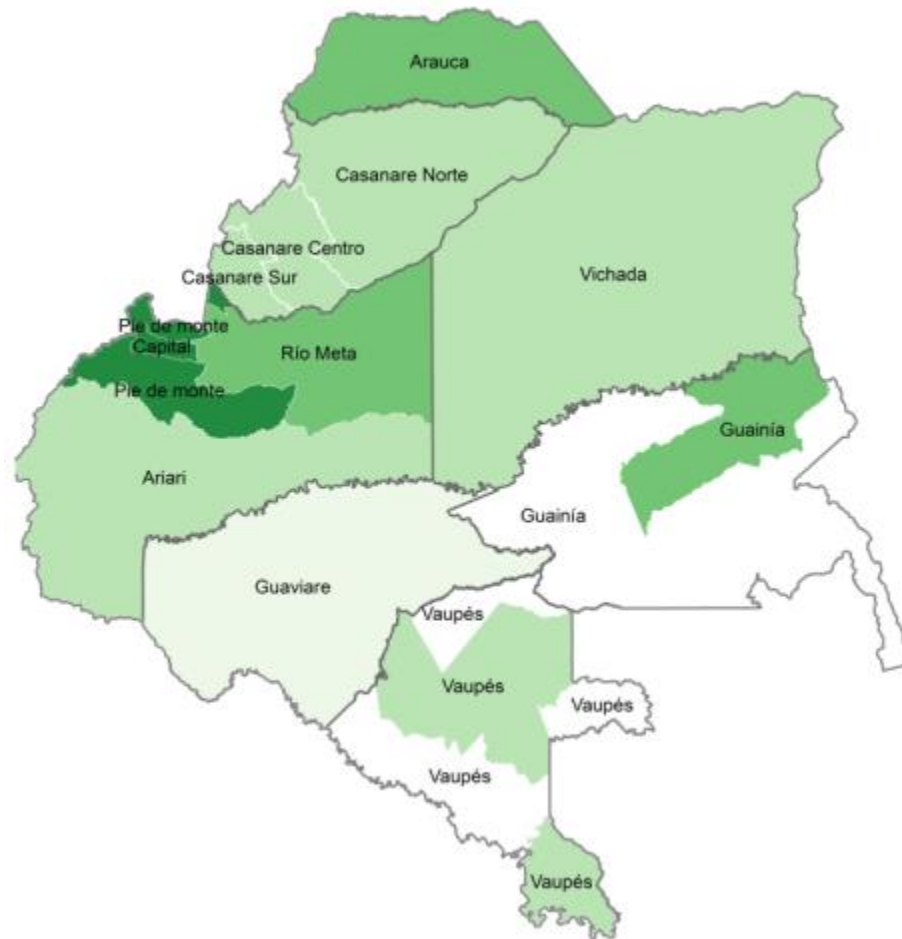 Arauca
Casanare Norte
Casanare Centro
Casanare Sur
Vichada
Pie de monte
Capital
Río Meta
Pie de monte
Guainía
Ariari
Guainía
Guaviare
Vaupés
Vaupés
Vaupés
Vaupés
Vaupés